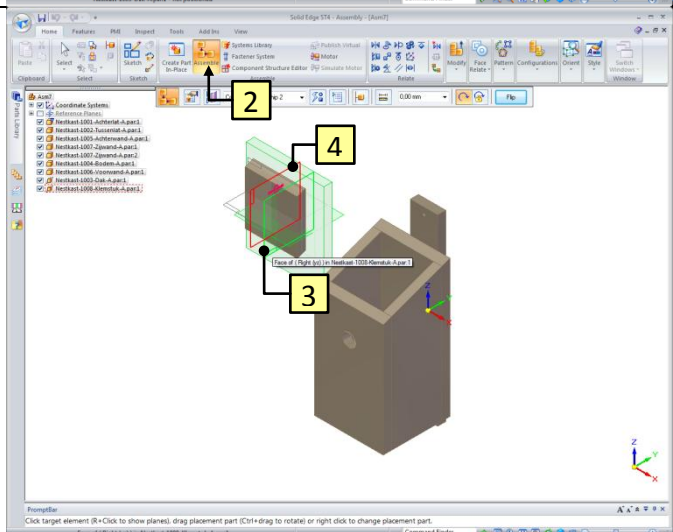 Solid Edge ST4 - Assembly - [Asm7]
Home Features PMI Inspect Tools Add Ins View
Paste Select Sketch Create Part In-Place Assemble
Systems Library
Fastener System
Component Structure Editor
Publish Virtual
Motor
Simulate Motor
Modify Face Relate Pattern Configurations Orient Style Switch Windows
Clipboard Select Sketch Assemble Relate Window
2
0,00 mm Flip
Parts Library
Asm7
Coordinate Systems
Reference Planes
Nestkast-1001-Achterlat-A.par:1
Nestkast-1002-Tussenlat-A.par:1
Nestkast-1005-Achterwand-A.par:1
Nestkast-1007-Zijwand-A.par:1
Nestkast-1007-Zijwand-A.par:2
Nestkast-1004-Bodem-A.par:1
Nestkast-1006-Voorwand-A.par:1
Nestkast-1003-Dak-A.par:1
Nestkast-1008-Klemstuk-A.par:1
4
Face of ( Right (yz) ) in Nestkast-1008-Klemstuk-A.par:1
3
Z
X
Z
Y
X
PromptBar
Click target element (R+Click to show planes). drag placement part (Ctrl+drag to rotate) or right click to change placement part.
Command Finder